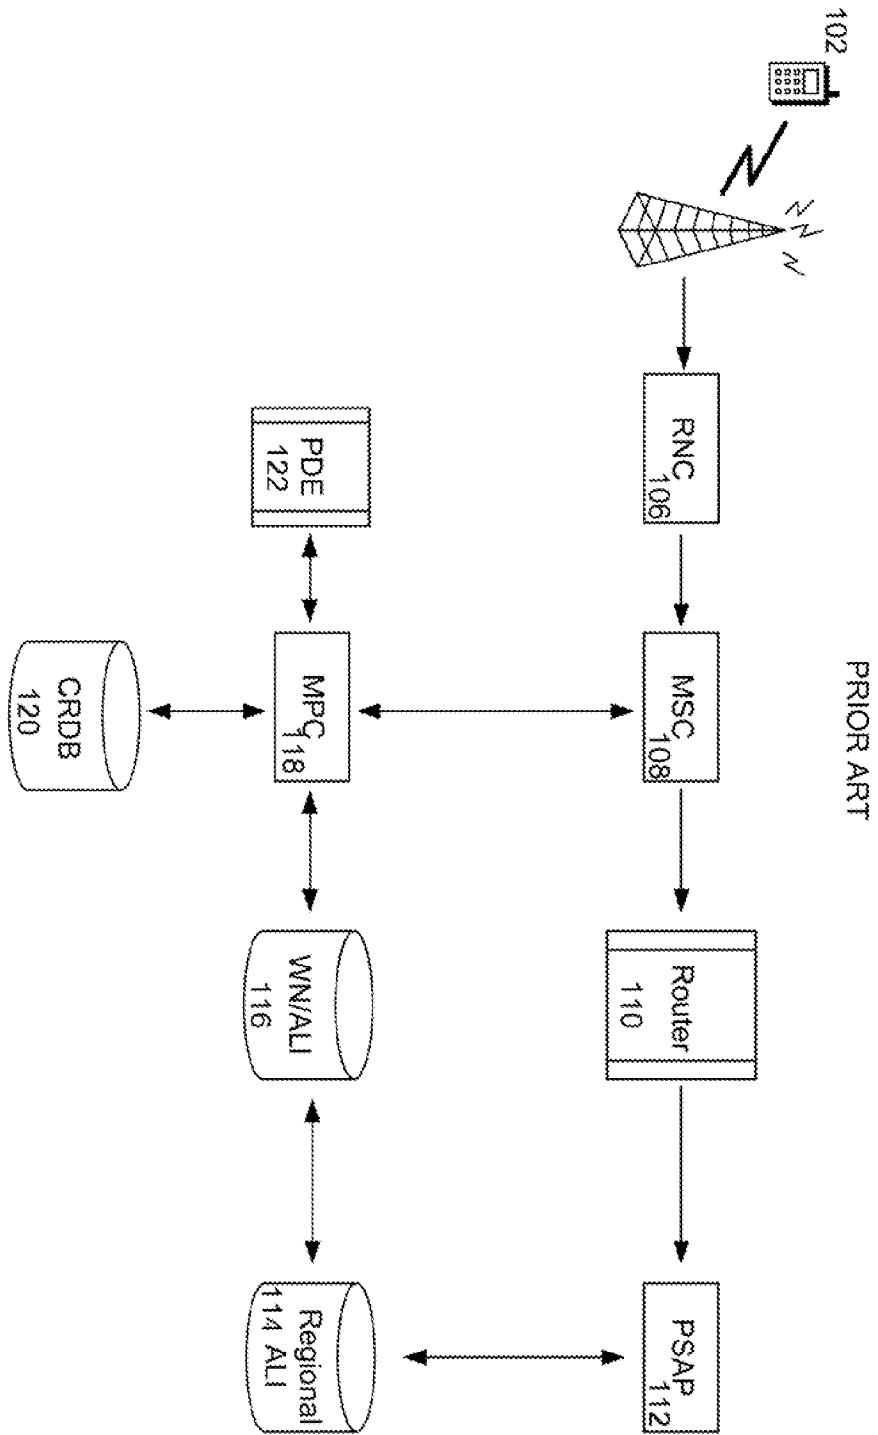 PRIOR ART
102
RNC
106
MSC
108
Router
110
PSAP
112
PDE
122
MPC
118
WN/ALI
116
Regional
114 ALI
CRDB
120